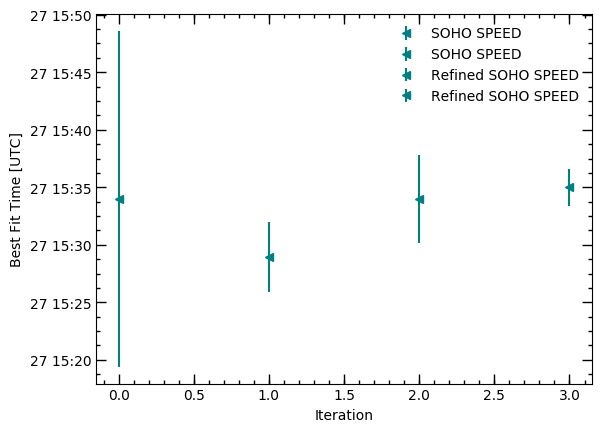 27 15:50
27 15:45
27 15:40
27 15:35
27 15:30
27 15:25
27 15:20
Best Fit Time [UTC]
SOHO SPEED
SOHO SPEED
Refined SOHO SPEED
Refined SOHO SPEED
0.0 0.5 1.0 1.5 2.0 2.5 3.0
Iteration